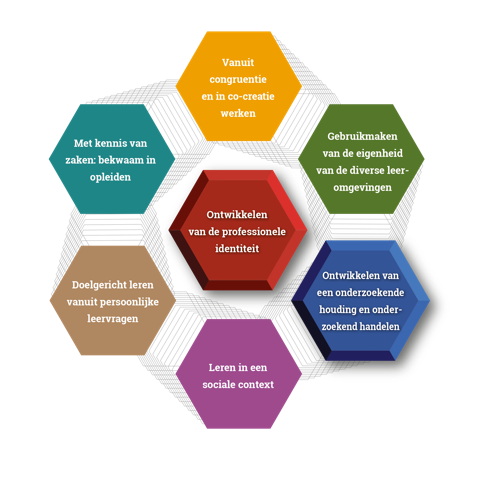 Vanuit
congruentie
en in co-creatie
werken
Met kennis van
zaken: bekwaam in
opleiden
Gebruikmaken
van de eigenheid
van de diverse leer-
omgevingen
Ontwikkelen
van de professionele
identiteit
Doelgericht leren
vanuit persoonlijke
leervragen
Ontwikkelen van
een onderzoekende
houding en onder-
zoekend handelen
Leren in een
sociale context